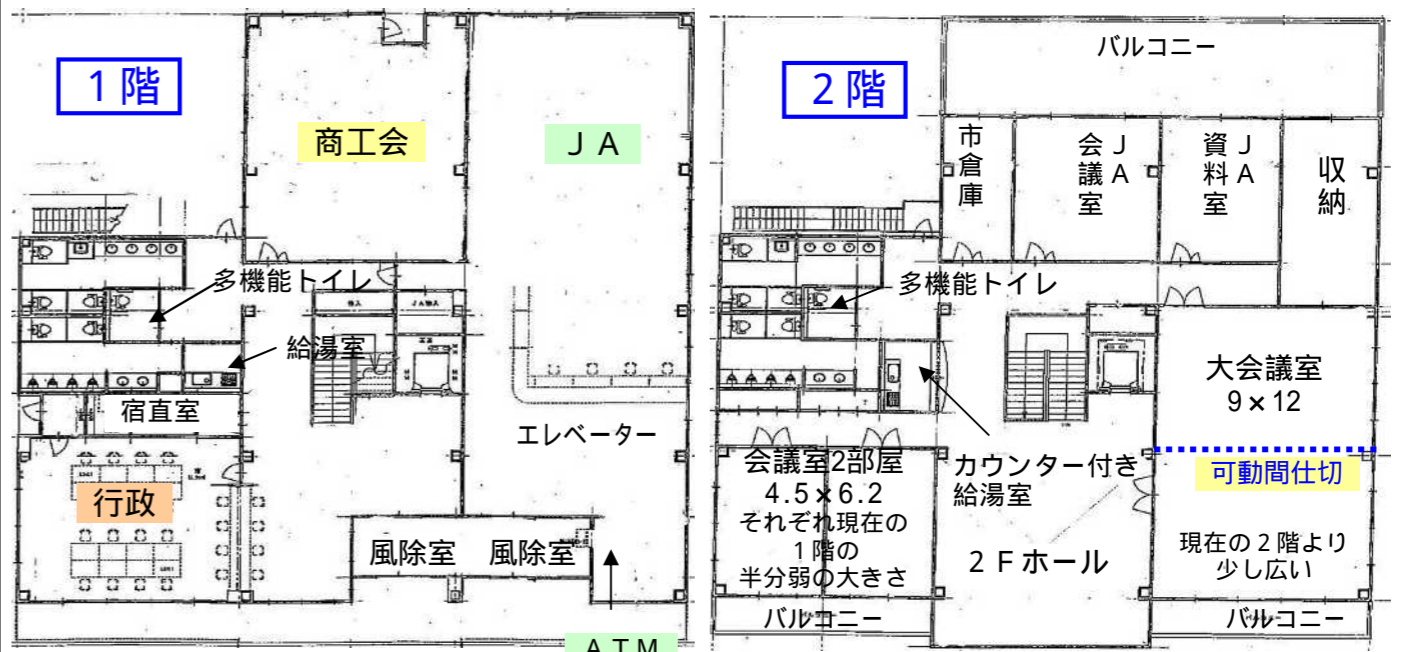 1階
商工会
JA
多機能トイレ
物入
JA物入
給湯室
宿直室
エレベーター
行政
風除室
風除室
ATM
2階
バルコニー
市倉庫
JA会議室
JA資料室
収納
多機能トイレ
大会議室
9×12
会議室2部屋
4.5×6.2
それぞれ現在の
1階の
半分弱の大きさ
カウンター付き
給湯室
可動間仕切
2Fホール
現在の2階より
少し広い
バルコニー
バルコニー